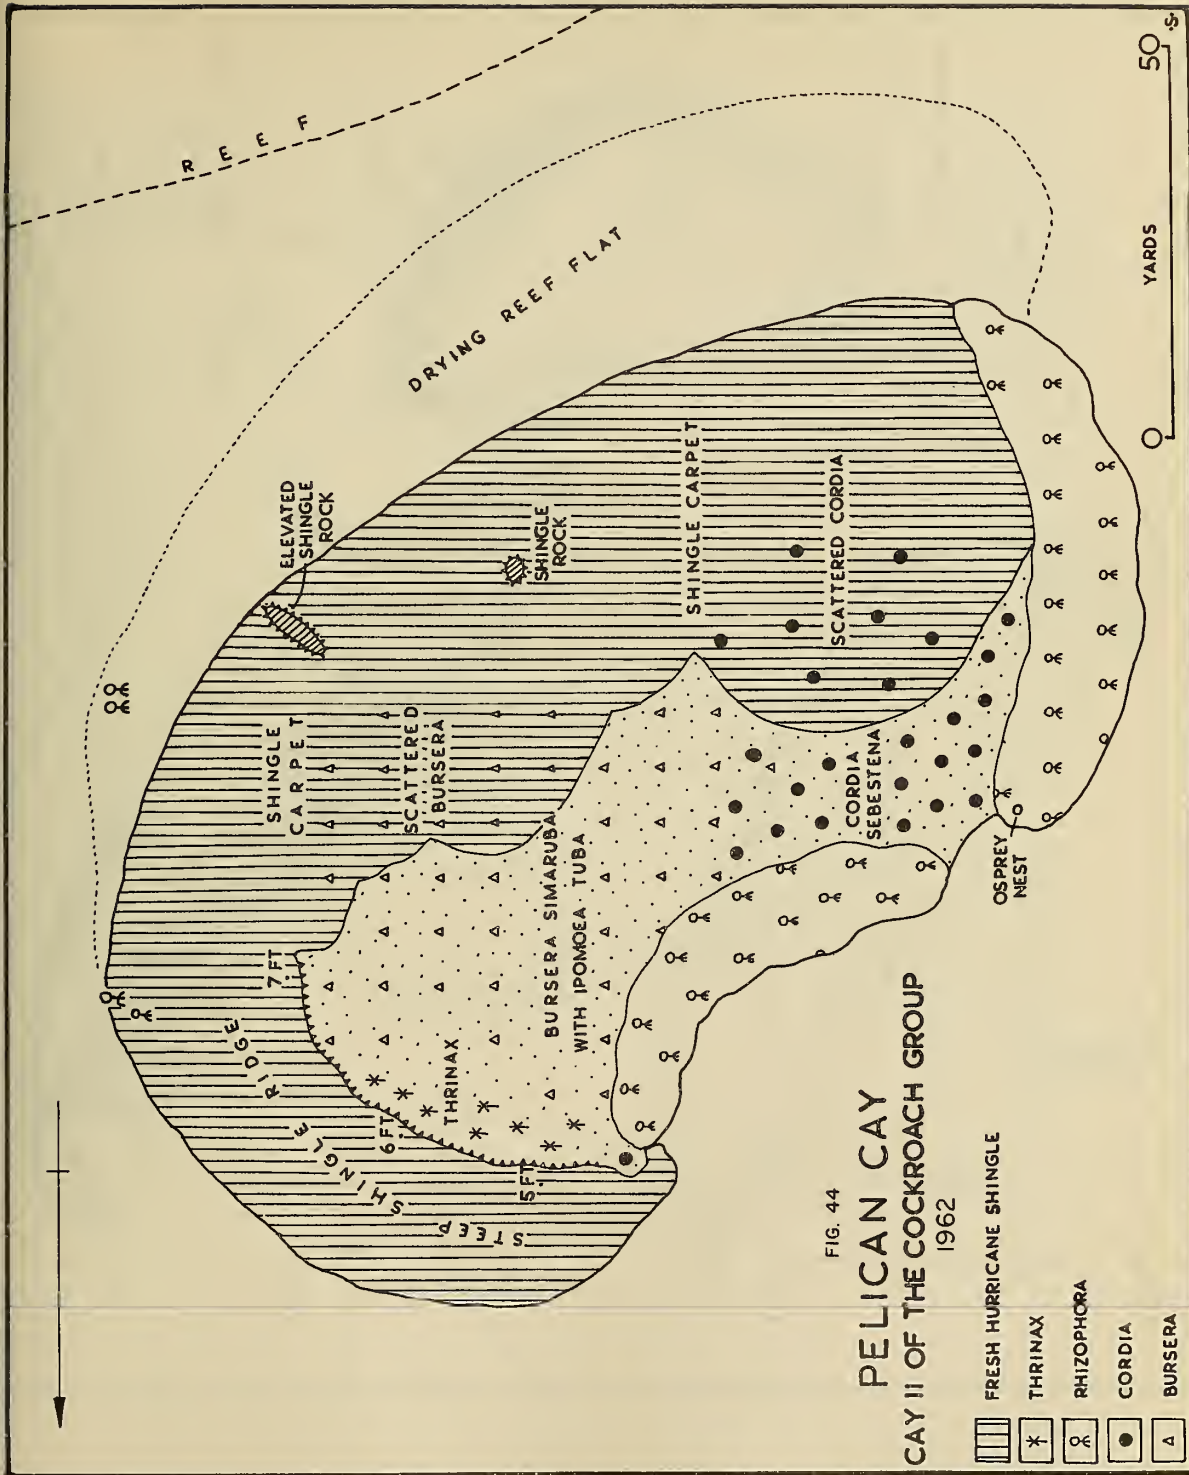 REEF
DRYING REEF FLAT
ELEVATED
SHINGLE
ROCK
SHINGLE
ROCK
SHINGLE CARPET
SCATTERED CORDIA
SHINGLE
CARPET
SCATTERED
BURSERA
7 FT
6 FT
5 FT
STEEP SHINGLE RIDGE
THRINAX
BURSERA SIMARUBA
WITH IPOMOEA TUBA
CORDIA
SEBESTENA
OSPREY
NEST
FIG. 44
PELICAN CAY
CAY II OF THE COCKROACH GROUP
1962
FRESH HURRICANE SHINGLE
THRINAX
RHIZOPHORA
CORDIA
BURSERA
0 YARDS 50
S.